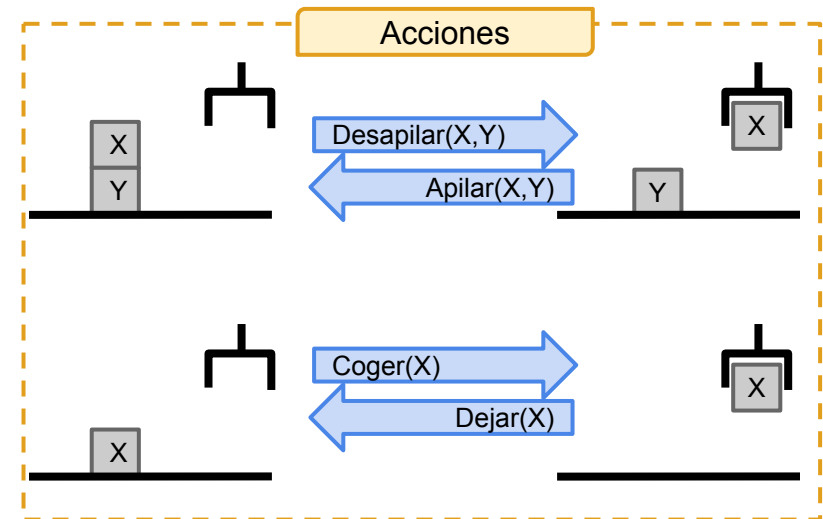 Acciones
X
Y
Desapilar(X,Y)
Apilar(X,Y)
X
Y
X
Coger(X)
Dejar(X)
X